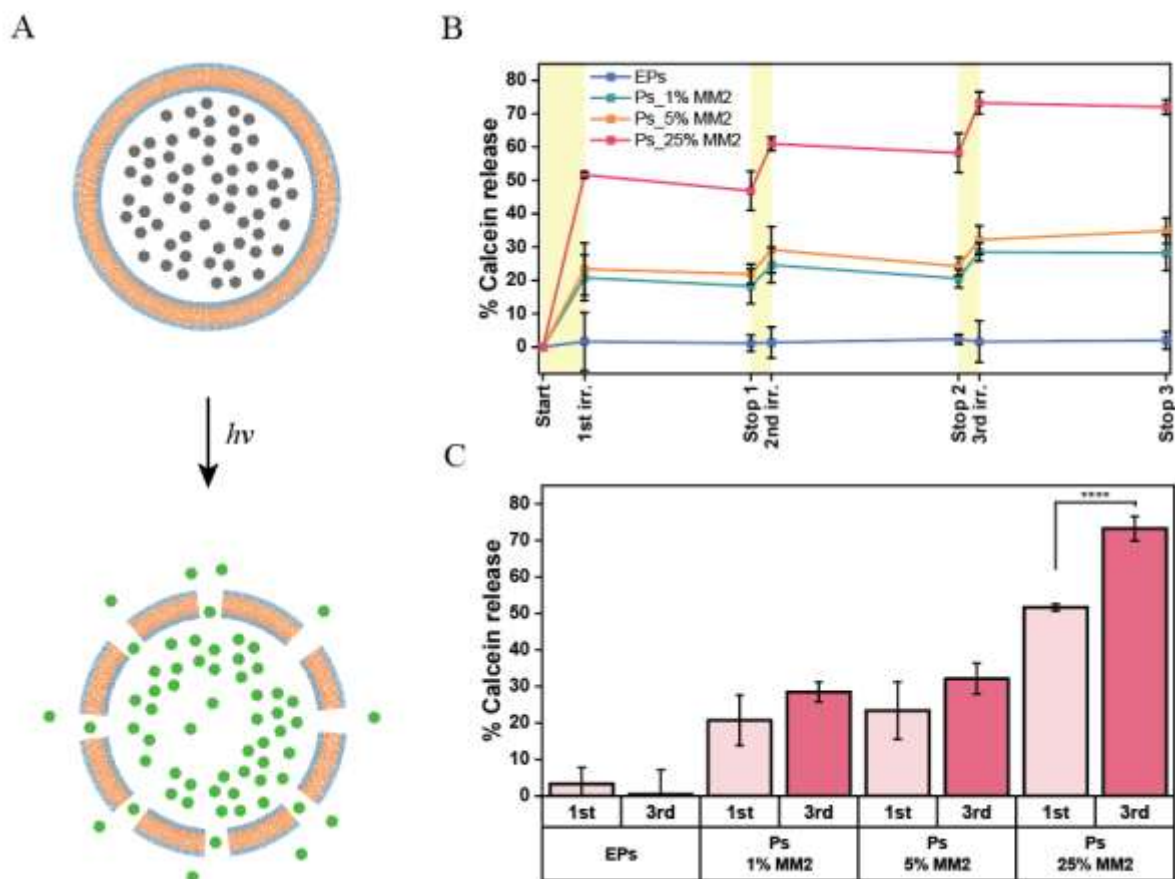 A
hν
B
% Calcein release
80
70
60
50
40
30
20
10
0
EPs
Ps_1% MM2
Ps_5% MM2
Ps_25% MM2
Start
1st irr.
Stop 1
2nd irr.
Stop 2
3rd irr.
Stop 3
C
% Calcein release
80
70
60
50
40
30
20
10
0
****
1st 3rd 1st 3rd 1st 3rd 1st 3rd
EPs Ps Ps Ps
1% MM2 5% MM2 25% MM2